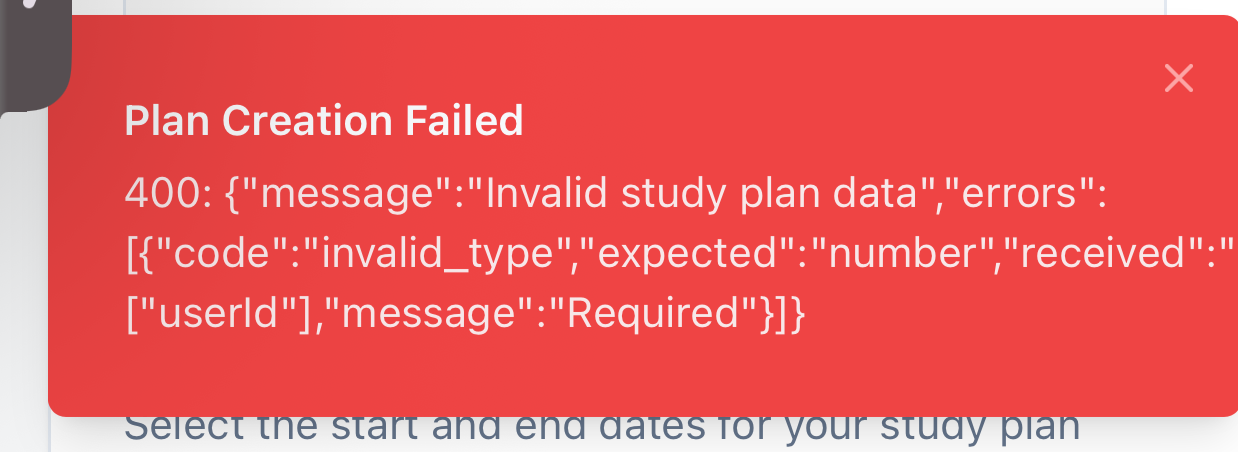 Plan Creation Failed
400: {"message":"Invalid study plan data","errors":
[{"code":"invalid_type","expected":"number","received":"
["userId"],"message":"Required"}]}
Select the start and end dates for your study plan